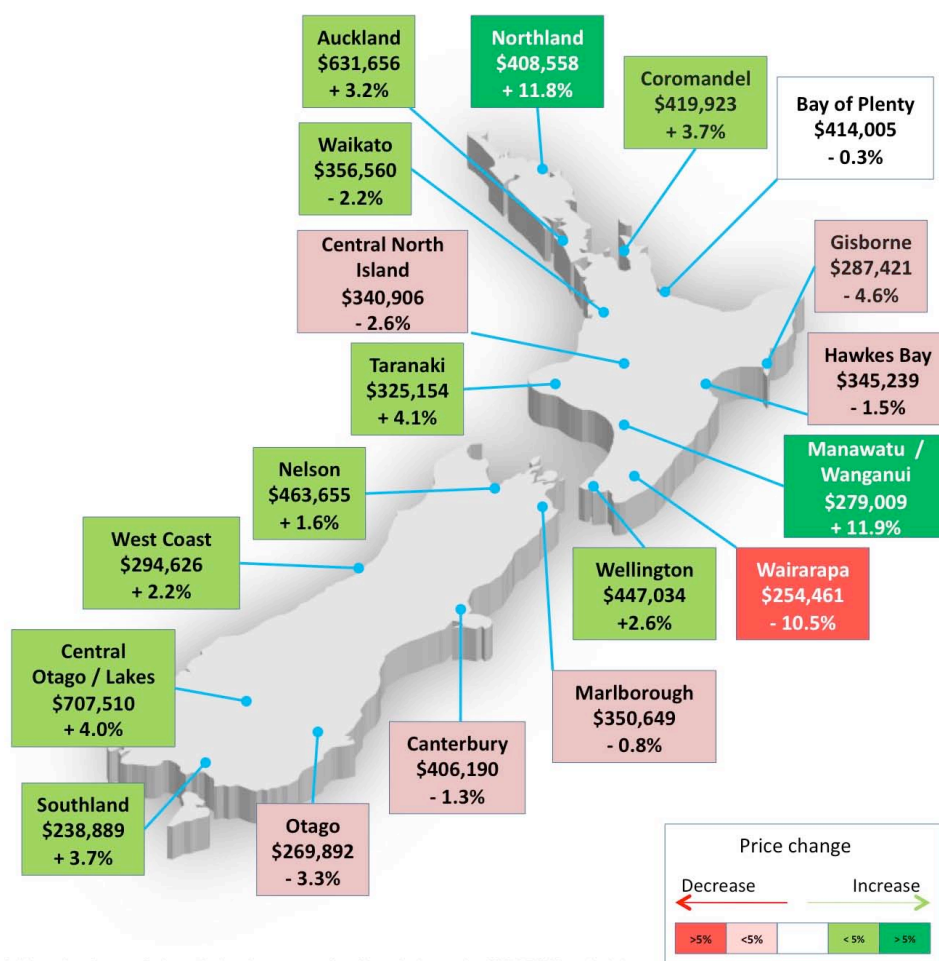 Auckland
$631,656
+ 3.2%
Northland
$408,558
+ 11.8%
Coromandel
$419,923
+ 3.7%
Bay of Plenty
$414,005
- 0.3%
Waikato
$356,560
- 2.2%
Central North
Island
$340,906
- 2.6%
Gisborne
$287,421
- 4.6%
Taranaki
$325,154
+ 4.1%
Hawkes Bay
$345,239
- 1.5%
Manawatu /
Wanganui
$279,009
+ 11.9%
Nelson
$463,655
+ 1.6%
West Coast
$294,626
+ 2.2%
Wellington
$447,034
+2.6%
Wairarapa
$254,461
- 10.5%
Central
Otago / Lakes
$707,510
+ 4.0%
Marlborough
$350,649
- 0.8%
Canterbury
$406,190
- 1.3%
Southland
$238,889
+ 3.7%
Otago
$269,892
- 3.3%
Price change
Decrease Increase
>5% <5% < 5% > 5%